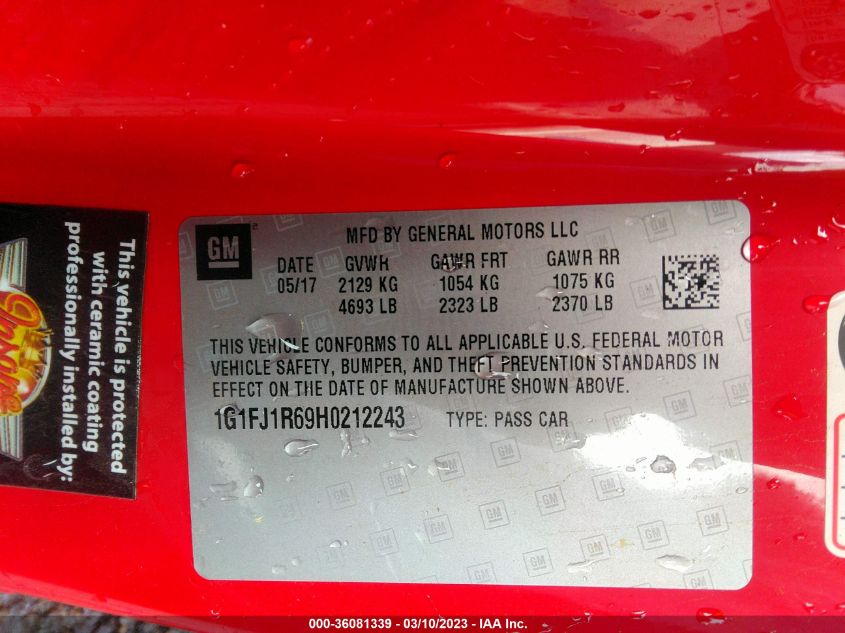 GM
MFD BY GENERAL MOTORS LLC
DATE GVWR GAWR FRT GAWR RR
05/17 2129 KG 1054 KG 1075 KG
4693 LB 2323 LB 2370 LB
THIS VEHICLE CONFORMS TO ALL APPLICABLE U.S. FEDERAL MOTOR
VEHICLE SAFETY, BUMPER, AND THEFT PREVENTION STANDARDS IN
EFFECT ON THE DATE OF MANUFACTURE SHOWN ABOVE.
1G1FJ1R69H0212243 TYPE: PASS CAR
This vehicle is protected
with ceramic coating
professionally installed by:
000-36081339 - 03/10/2023 - IAA Inc.